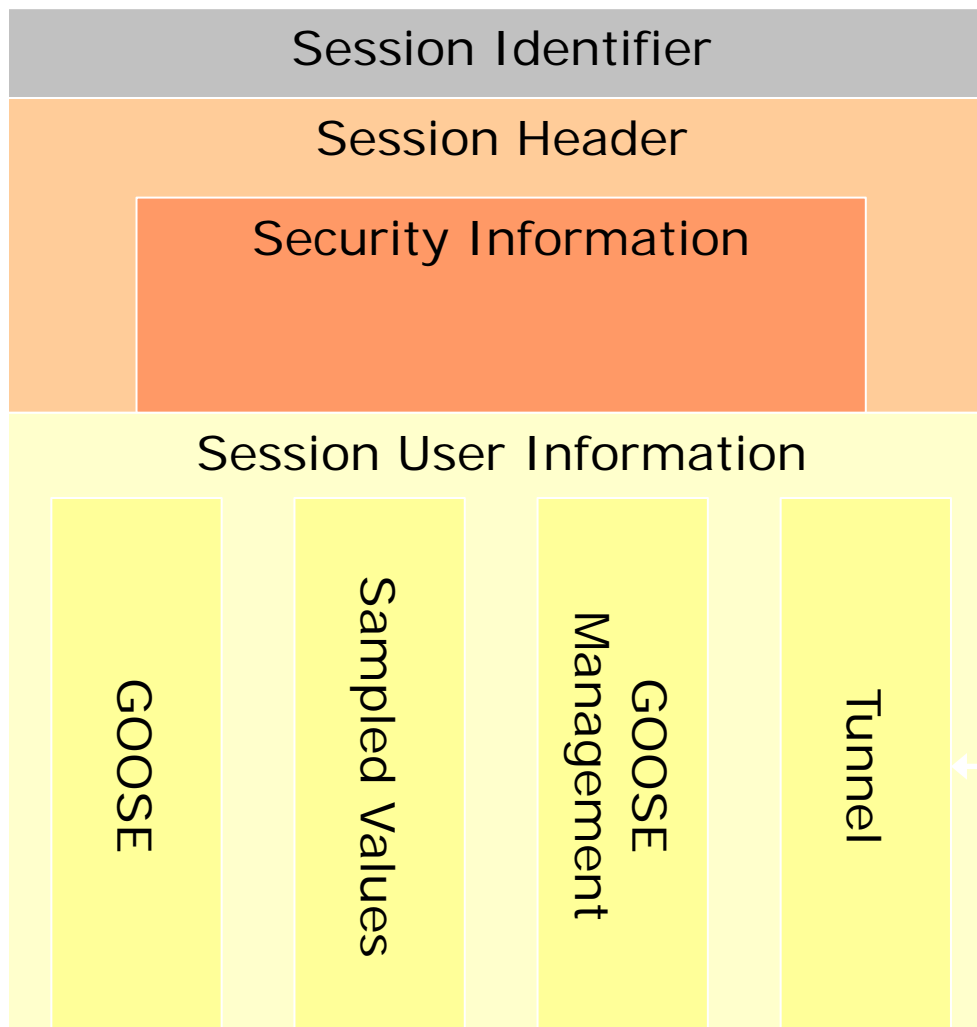 Session Identifier
Session Header
Security Information
Session User Information
GOOSE
Sampled Values
GOOSE
Management
Tunnel